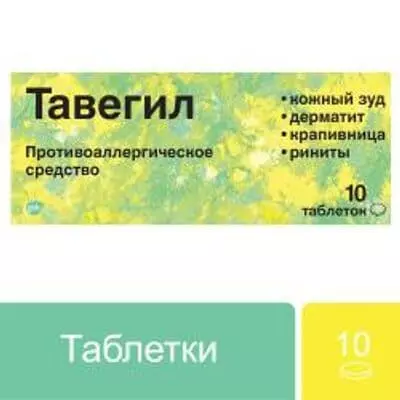 Тавегил
Противоаллергическое
средство
• кожный зуд
• дерматит
• крапивница
• риниты
10
таблеток
Таблетки
10